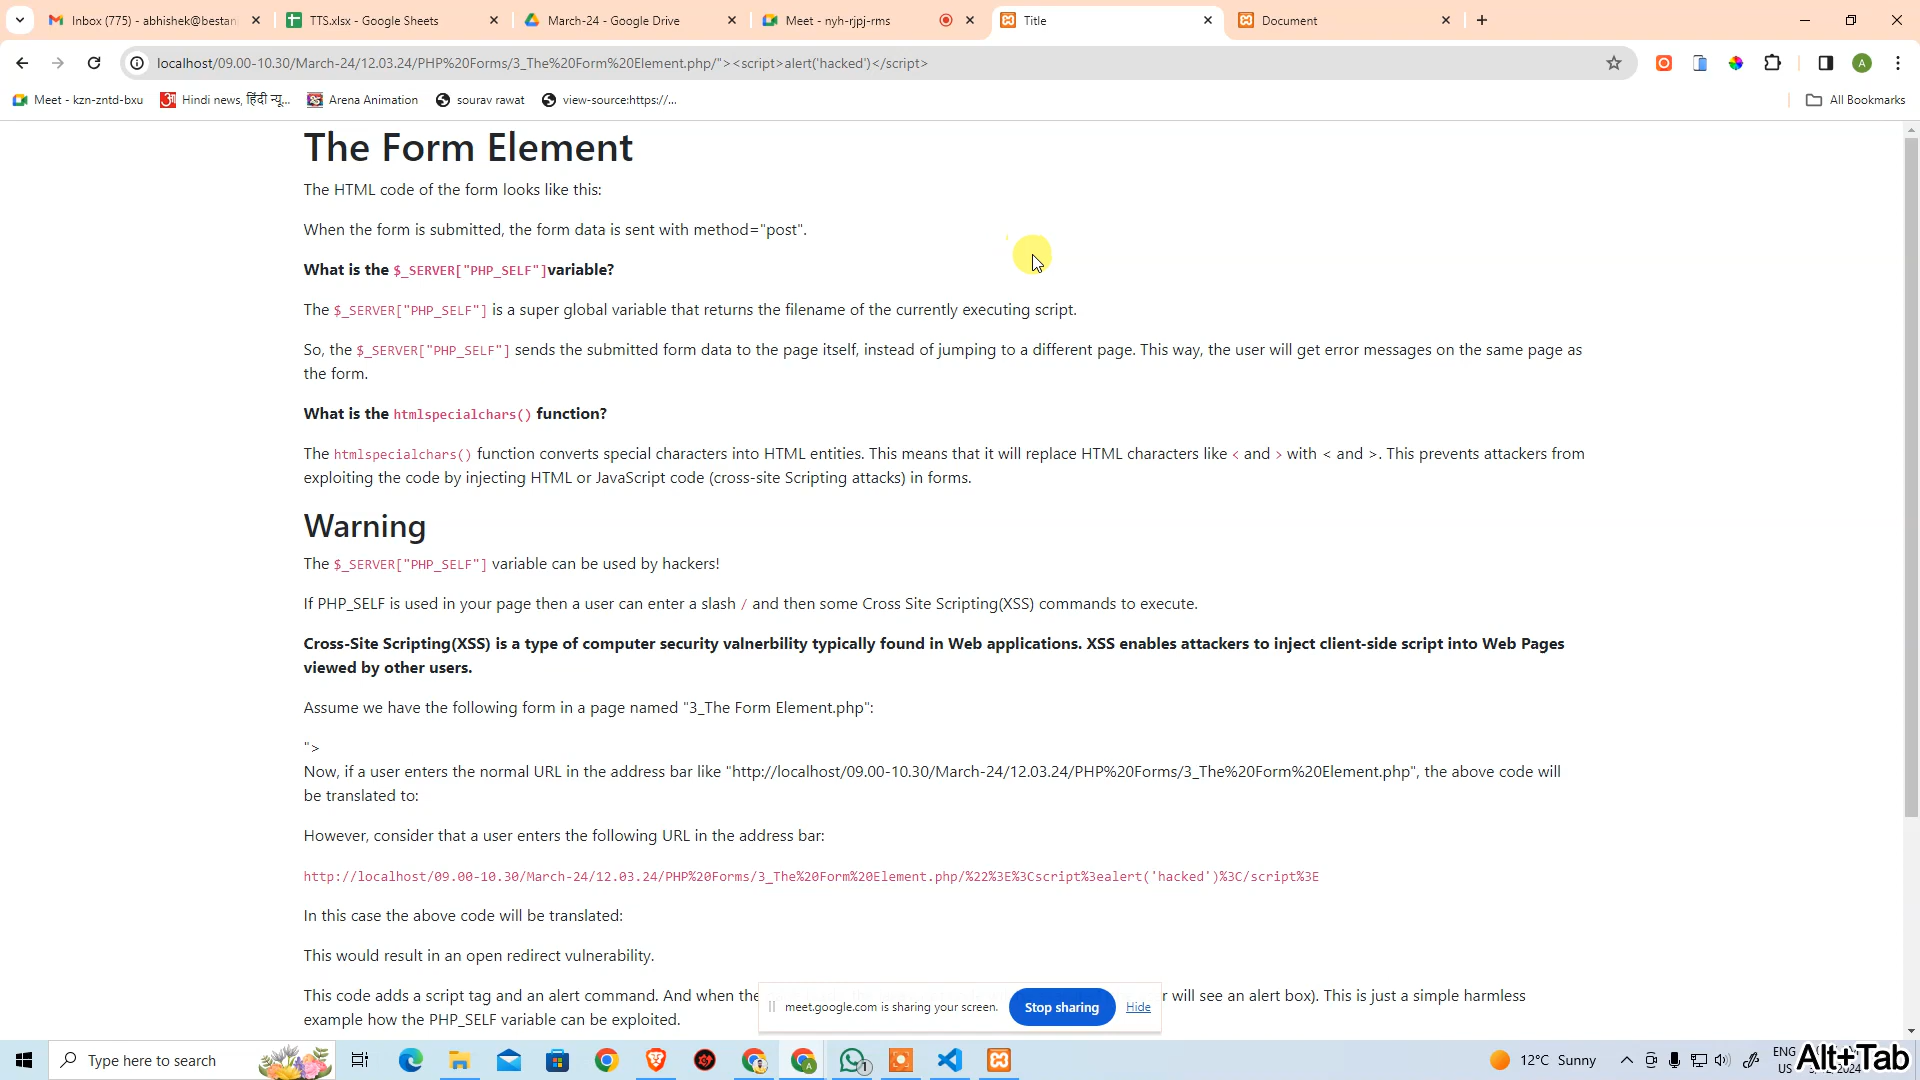 Inbox (775) - abhishek@bestan
TTS.xlsx - Google Sheets
March-24 - Google Drive
Meet - nyh-rjpj-rms
Title
Document
localhost/09.00-10.30/March-24/12.03.24/PHP%20Forms/3_The%20Form%20Element.php/"><script>alert('hacked')</script>
Meet - kzn-zntd-bxu
Hindi news, हिंदी न्यू...
Arena Animation
sourav rawat
view-source:https://...
All Bookmarks
The Form Element
The HTML code of the form looks like this:
When the form is submitted, the form data is sent with method="post".
What is the $_SERVER["PHP_SELF"]variable?
The $_SERVER["PHP_SELF"] is a super global variable that returns the filename of the currently executing script.
So, the $_SERVER["PHP_SELF"] sends the submitted form data to the page itself, instead of jumping to a different page. This way, the user will get error messages on the same page as
the form.
What is the htmlspecialchars() function?
The htmlspecialchars() function converts special characters into HTML entities. This means that it will replace HTML characters like < and > with < and >. This prevents attackers from
exploiting the code by injecting HTML or JavaScript code (cross-site Scripting attacks) in forms.
Warning
The $_SERVER["PHP_SELF"] variable can be used by hackers!
If PHP_SELF is used in your page then a user can enter a slash / and then some Cross Site Scripting(XSS) commands to execute.
Cross-Site Scripting(XSS) is a type of computer security valnerbility typically found in Web applications. XSS enables attackers to inject client-side script into Web Pages
viewed by other users.
Assume we have the following form in a page named "3_The Form Element.php":
">
Now, if a user enters the normal URL in the address bar like "http://localhost/09.00-10.30/March-24/12.03.24/PHP%20Forms/3_The%20Form%20Element.php", the above code will
be translated to:
However, consider that a user enters the following URL in the address bar:
http://localhost/09.00-10.30/March-24/12.03.24/PHP%20Forms/3_The%20Form%20Element.php/%22%3E%3Cscript%3ealert('hacked')%3C/script%3E
In this case the above code will be translated:
This would result in an open redirect vulnerability.
This code adds a script tag and an alert command. And when the r will see an alert box). This is just a simple harmless
example how the PHP_SELF variable can be exploited.
meet.google.com is sharing your screen.
Stop sharing
Hide
Type here to search
12°C Sunny
ENG
US
Alt+Tab